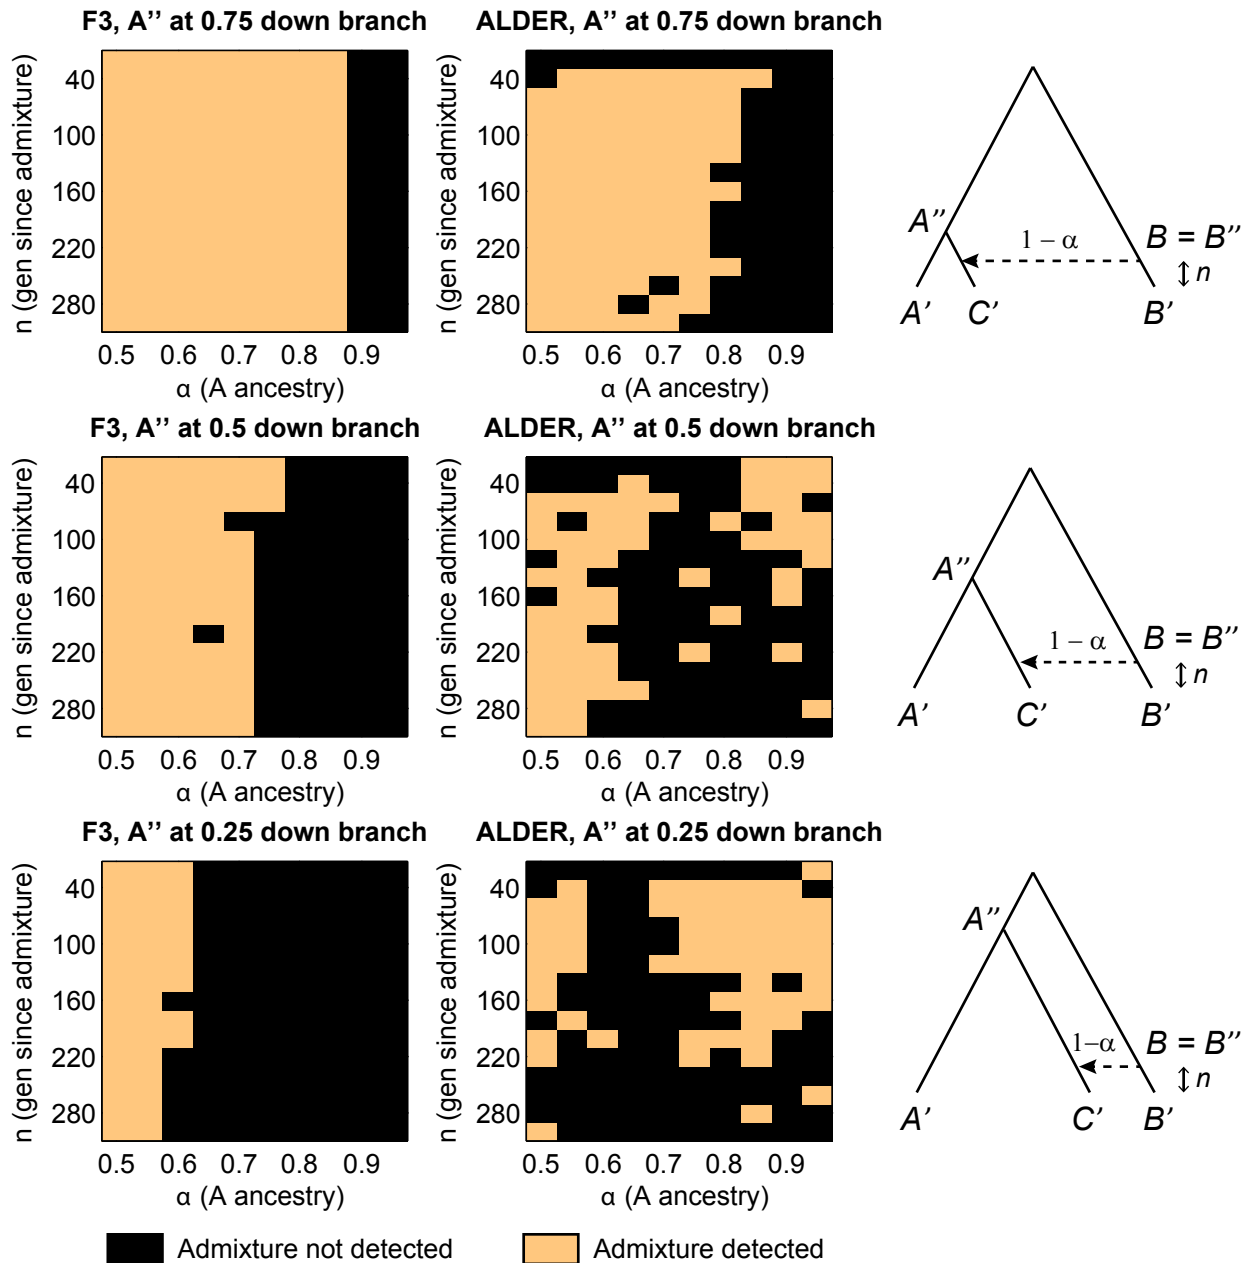 F3, A'' at 0.75 down branch
ALDER, A'' at 0.75 down branch
n (gen since admixture)
40
100
160
220
280
0.5 0.6 0.7 0.8 0.9
α (A ancestry)
n (gen since admixture)
40
100
160
220
280
0.5 0.6 0.7 0.8 0.9
α (A ancestry)
A''
1 − α
B = B''
n
A' C' B'
F3, A'' at 0.5 down branch
ALDER, A'' at 0.5 down branch
n (gen since admixture)
40
100
160
220
280
0.5 0.6 0.7 0.8 0.9
α (A ancestry)
n (gen since admixture)
40
100
160
220
280
0.5 0.6 0.7 0.8 0.9
α (A ancestry)
A''
1 − α
B = B''
n
A' C' B'
F3, A'' at 0.25 down branch
ALDER, A'' at 0.25 down branch
n (gen since admixture)
40
100
160
220
280
0.5 0.6 0.7 0.8 0.9
α (A ancestry)
n (gen since admixture)
40
100
160
220
280
0.5 0.6 0.7 0.8 0.9
α (A ancestry)
A''
1−α
B = B''
n
A' C' B'
Admixture not detected
Admixture detected